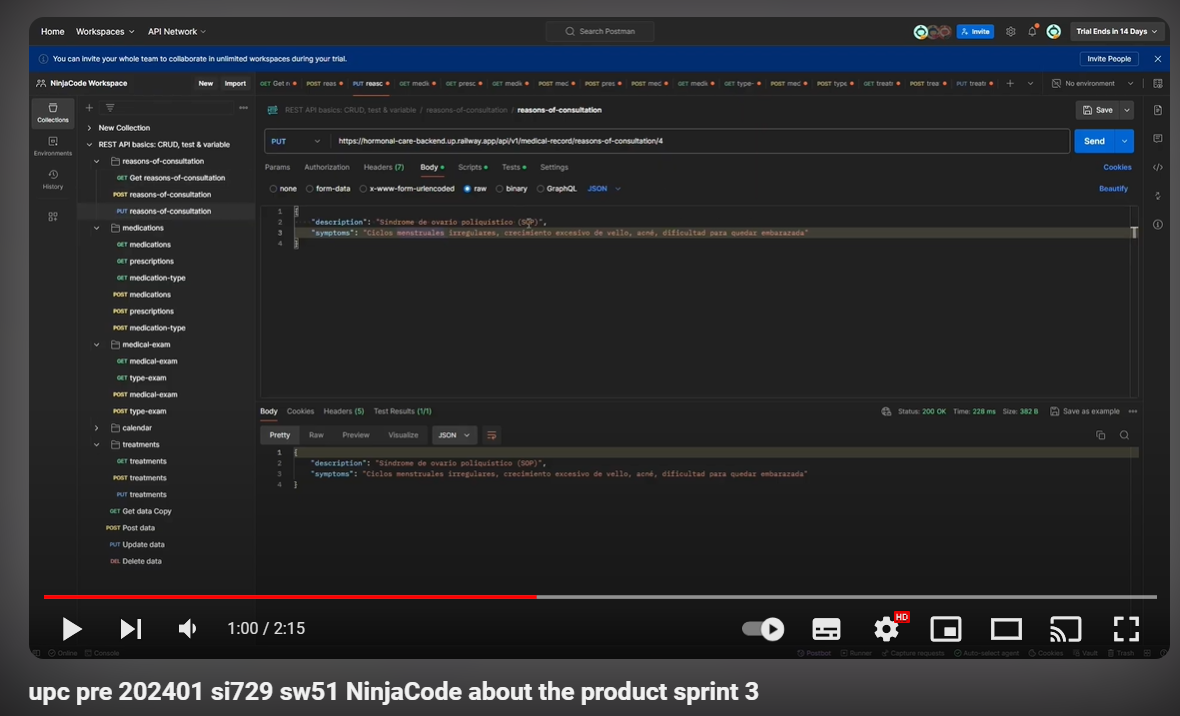 Home Workspaces API Network Search Postman Invite Trial Ends in 14 Days
You can invite your whole team to collaborate in unlimited workspaces during your trial. Invite People
NinjaCode Workspace New Import
GET Get r PUT reasc GET medi GET presc GET medi POST mec POST pres POST mec GET medi GET type- POST mec POST type GET treat POST trea PUT treat No environment
Collections
Environments
History
New Collection
REST API basics: CRUD, test & variable
reasons-of-consultation
GET Get reasons-of-consultation
POST reasons-of-consultation
PUT reasons-of-consultation
medications
GET medications
GET prescriptions
GET medication-type
POST medications
POST prescriptions
POST medication-type
medical-exam
GET medical-exam
GET type-exam
POST medical-exam
POST type-exam
calendar
treatments
GET treatments
POST treatments
PUT treatments
GET Get data Copy
POST Post data
PUT Update data
DEL Delete data
REST API basics: CRUD, test & variable / reasons-of-consultation / reasons-of-consultation Save
PUT https://hormonal-care-backend.up.railway.app/api/v1/medical-record/reasons-of-consultation/4 Send
Params Authorization Headers (7) Body Scripts Tests Settings Cookies
none form-data x-www-form-urlencoded raw binary GraphQL JSON Beautify
1 {
2 "description": "Síndrome de ovario poliquístico (SOP)",
3 "symptoms": "Ciclos menstruales irregulares, crecimiento excesivo de vello, acné, dificultad para quedar embarazada"
4 }
Body Cookies Headers (5) Test Results (1/1) Status: 200 OK Time: 228 ms Size: 382 B Save as example
Pretty Raw Preview Visualize JSON
1 {
2 "description": "Síndrome de ovario poliquístico (SOP)",
3 "symptoms": "Ciclos menstruales irregulares, crecimiento excesivo de vello, acné, dificultad para quedar embarazada"
4 }
1:00 / 2:15 HD
Online Console Postbot Runner Capture requests Auto-select agent Cookies Vault Trash
upc pre 202401 si729 sw51 NinjaCode about the product sprint 3